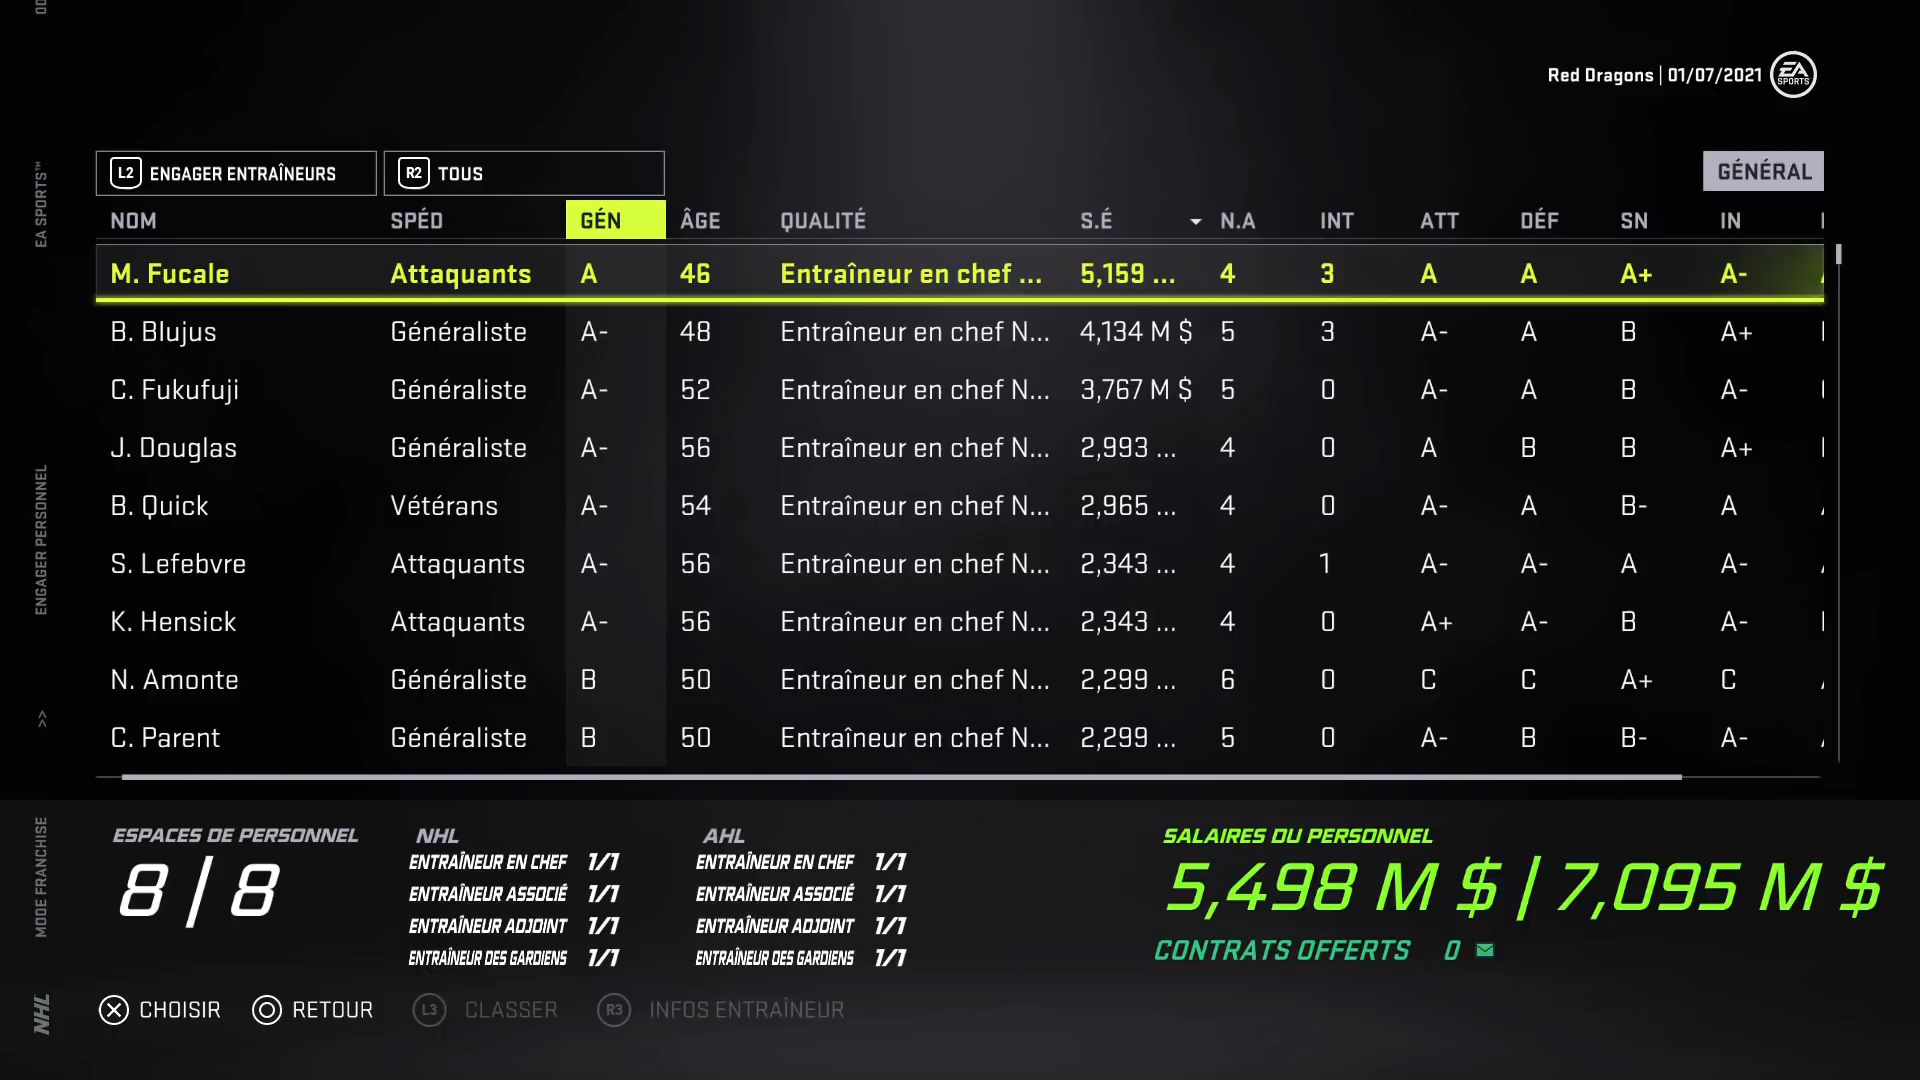 Red Dragons | 01/07/2021 EA SPORTS
L2 ENGAGER ENTRAÎNEURS R2 TOUS GÉNÉRAL
NOM SPÉD GÉN ÂGE QUALITÉ S.É N.A INT ATT DÉF SN IN
M. Fucale Attaquants A 46 Entraîneur en chef ... 5,159 ... 4 3 A A A+ A-
B. Blujus Généraliste A- 48 Entraîneur en chef N... 4,134 M $ 5 3 A- A B A+
C. Fukufuji Généraliste A- 52 Entraîneur en chef N... 3,767 M $ 5 0 A- A B A-
J. Douglas Généraliste A- 56 Entraîneur en chef N... 2,993 ... 4 0 A B B A+
B. Quick Vétérans A- 54 Entraîneur en chef N... 2,965 ... 4 0 A- A B- A
S. Lefebvre Attaquants A- 56 Entraîneur en chef N... 2,343 ... 4 1 A- A- A A-
K. Hensick Attaquants A- 56 Entraîneur en chef N... 2,343 ... 4 0 A+ A- B A-
N. Amonte Généraliste B 50 Entraîneur en chef N... 2,299 ... 6 0 C C A+ C
C. Parent Généraliste B 50 Entraîneur en chef N... 2,299 ... 5 0 A- B B- A-
ESPACES DE PERSONNEL
8 / 8
NHL
ENTRAÎNEUR EN CHEF 1/1
ENTRAÎNEUR ASSOCIÉ 1/1
ENTRAÎNEUR ADJOINT 1/1
ENTRAÎNEUR DES GARDIENS 1/1
AHL
ENTRAÎNEUR EN CHEF 1/1
ENTRAÎNEUR ASSOCIÉ 1/1
ENTRAÎNEUR ADJOINT 1/1
ENTRAÎNEUR DES GARDIENS 1/1
SALAIRES DU PERSONNEL
5,498 M $ | 7,095 M $
CONTRATS OFFERTS 0
CHOISIR RETOUR L3 CLASSER R3 INFOS ENTRAÎNEUR
NHL
MODE FRANCHISE
>>
ENGAGER PERSONNEL
EA SPORTS™